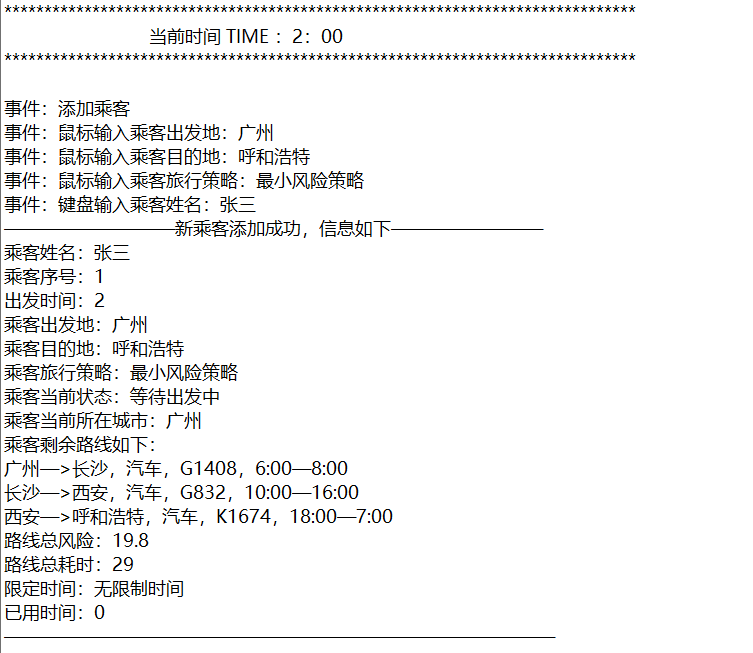 *******************************************************************************
当前时间 TIME ：2：00
*******************************************************************************
事件：添加乘客
事件：鼠标输入乘客出发地：广州
事件：鼠标输入乘客目的地：呼和浩特
事件：鼠标输入乘客旅行策略：最小风险策略
事件：键盘输入乘客姓名：张三
—————————新乘客添加成功，信息如下————————
乘客姓名：张三
乘客序号：1
出发时间：2
乘客出发地：广州
乘客目的地：呼和浩特
乘客旅行策略：最小风险策略
乘客当前状态：等待出发中
乘客当前所在城市：广州
乘客剩余路线如下：
广州—>长沙，汽车，G1408，6:00—8:00
长沙—>西安，汽车，G832，10:00—16:00
西安—>呼和浩特，汽车，K1674，18:00—7:00
路线总风险：19.8
路线总耗时：29
限定时间：无限制时间
已用时间：0
—————————————————————————————